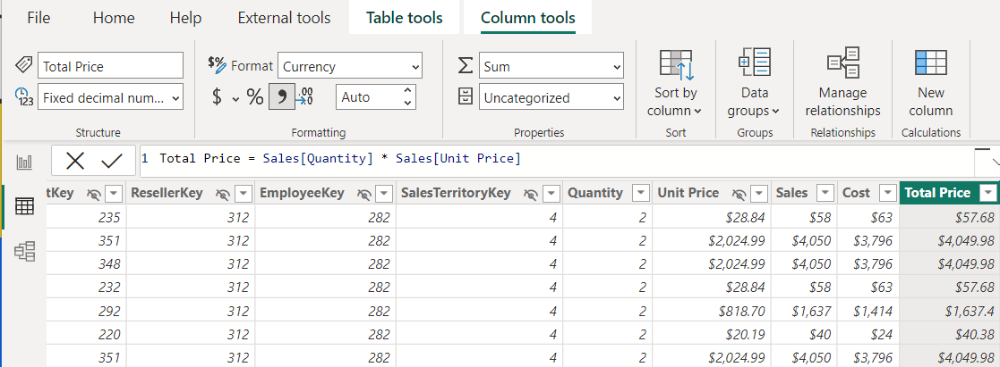 File Home Help External tools Table tools Column tools
Total Price $% Format Currency Σ Sum
123 Fixed decimal num... $ % 9 .00 →.0 Auto Uncategorized
Sort by column Data groups Manage relationships New column
Structure Formatting Properties Sort Groups Relationships Calculations
1 Total Price = Sales[Quantity] * Sales[Unit Price]
tKey ResellerKey EmployeeKey SalesTerritoryKey Quantity Unit Price Sales Cost Total Price
235 312 282 4 2 $28.84 $58 $63 $57.68
351 312 282 4 2 $2,024.99 $4,050 $3,796 $4,049.98
348 312 282 4 2 $2,024.99 $4,050 $3,796 $4,049.98
232 312 282 4 2 $28.84 $58 $63 $57.68
292 312 282 4 2 $818.70 $1,637 $1,414 $1,637.4
220 312 282 4 2 $20.19 $40 $24 $40.38
351 312 282 4 2 $2,024.99 $4,050 $3,796 $4,049.98